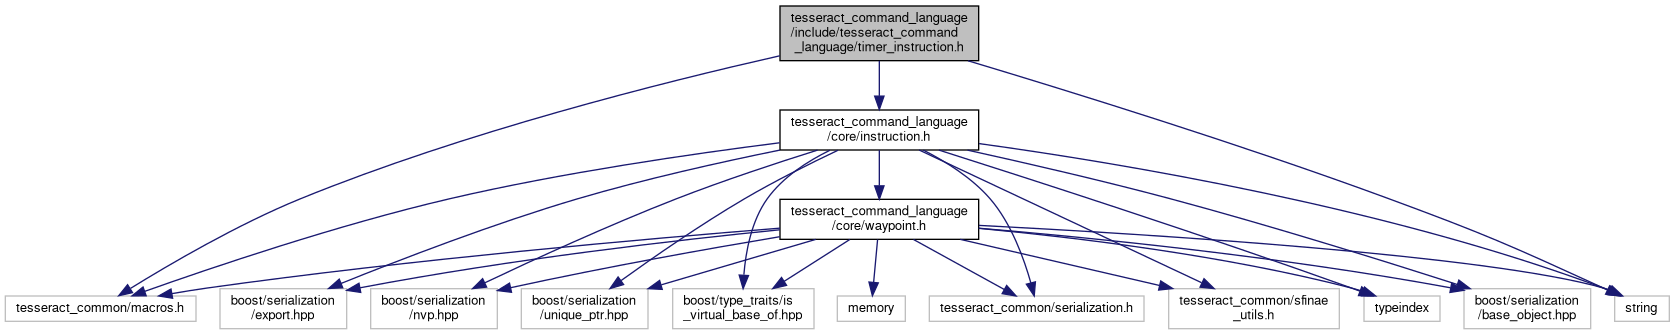 tesseract_command_language
/include/tesseract_command
_language/timer_instruction.h
tesseract_command_language
/core/instruction.h
tesseract_command_language
/core/waypoint.h
tesseract_common/macros.h
boost/serialization
/export.hpp
boost/serialization
/nvp.hpp
boost/serialization
/unique_ptr.hpp
boost/type_traits/is
_virtual_base_of.hpp
memory
tesseract_common/serialization.h
tesseract_common/sfinae
_utils.h
typeindex
boost/serialization
/base_object.hpp
string